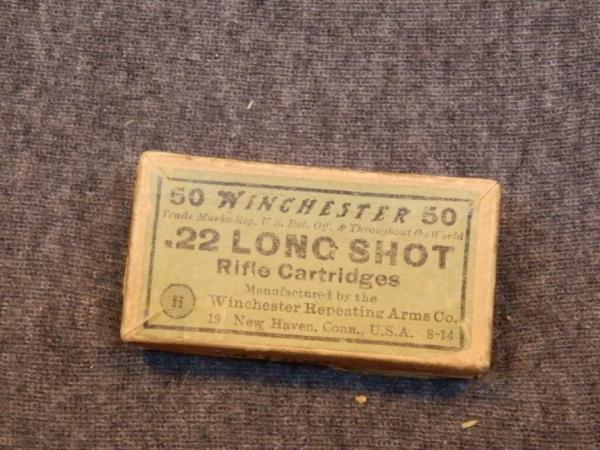 50 WINCHESTER 50
Trade Marks Reg. U. S. Pat. Off. & Throughout the World
.22 LONG SHOT
Rifle Cartridges
Manufactured by the
H Winchester Repeating Arms Co.
19 New Haven, Conn., U.S.A. 8-14